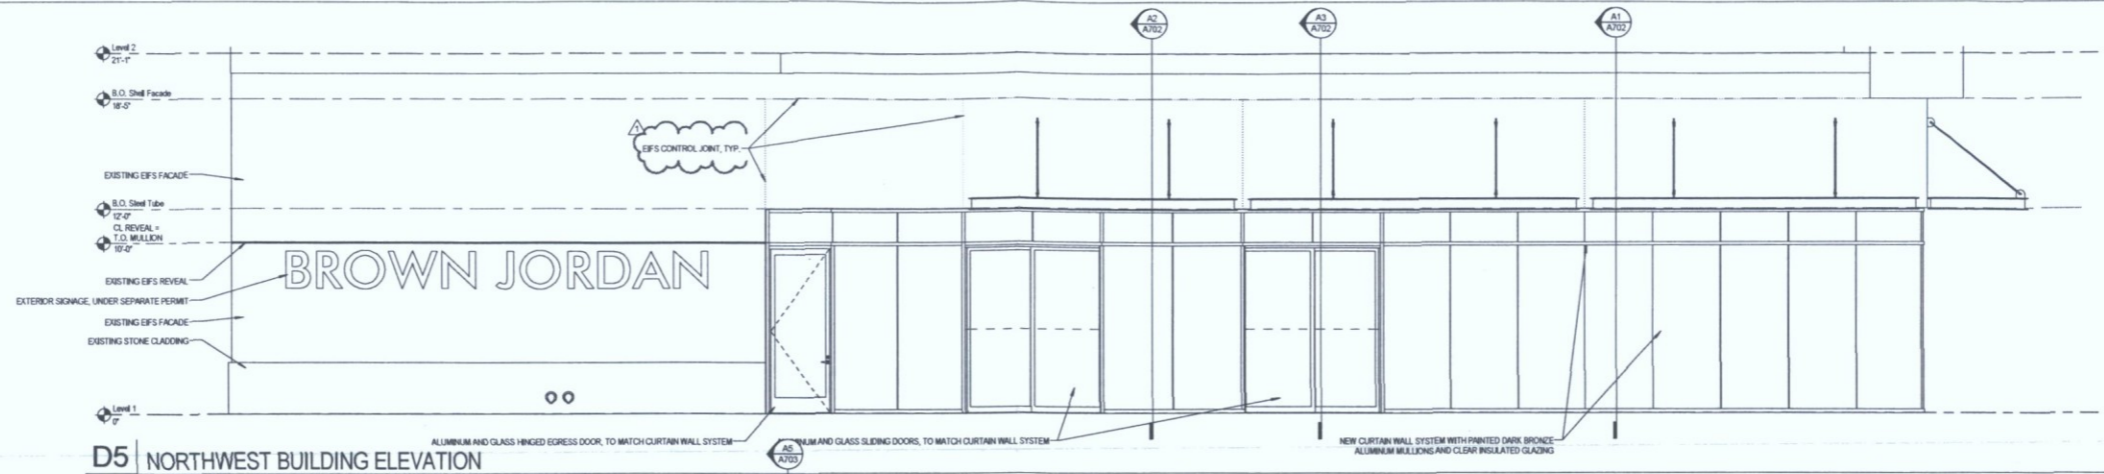 A2
A702
A3
A702
A1
A702
Level 2
21'-1"
B.O. Shell Facade
18'-5"
1
EIFS CONTROL JOINT, TYP.
EXISTING EIFS FACADE
B.O. Steel Tube
12'-0"
CL REVEAL =
T.O. MULLION
10'-0"
BROWN JORDAN
EXISTING EIFS REVEAL
EXTERIOR SIGNAGE, UNDER SEPARATE PERMIT
EXISTING EIFS FACADE
EXISTING STONE CLADDING
Level 1
0"
ALUMINUM AND GLASS HINGED EGRESS DOOR, TO MATCH CURTAIN WALL SYSTEM
AND GLASS SLIDING DOORS, TO MATCH CURTAIN WALL SYSTEM
NEW CURTAIN WALL SYSTEM WITH PAINTED DARK BRONZE
ALUMINUM MULLIONS AND CLEAR INSULATED GLAZING
A5
A703
D5 NORTHWEST BUILDING ELEVATION